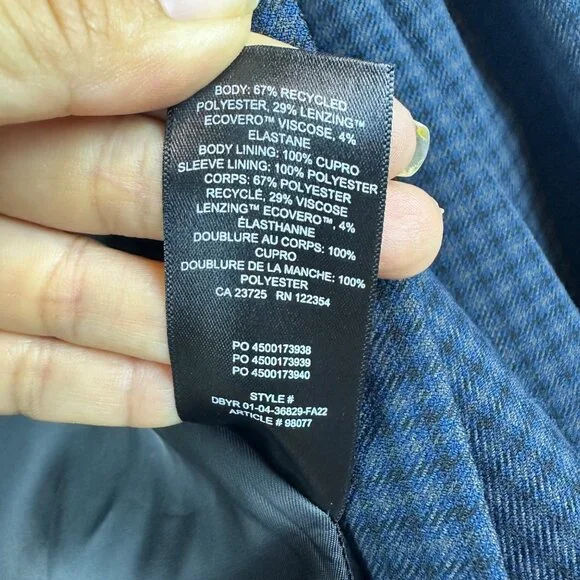 BODY: 67% RECYCLED
POLYESTER, 29% LENZING™
ECOVERO™ VISCOSE, 4%
ELASTANE
BODY LINING: 100% CUPRO
SLEEVE LINING: 100% POLYESTER
CORPS: 67% POLYESTER
RECYCLÉ, 29% VISCOSE
LENZING™ ECOVERO™, 4%
ÉLASTHANNE
DOUBLURE AU CORPS: 100%
CUPRO
DOUBLURE DE LA MANCHE: 100%
POLYESTER
CA 23725 RN 122354
PO 4500173938
PO 4500173939
PO 4500173940
STYLE #
DBYR 01-04-36829-FA22
ARTICLE # 98077